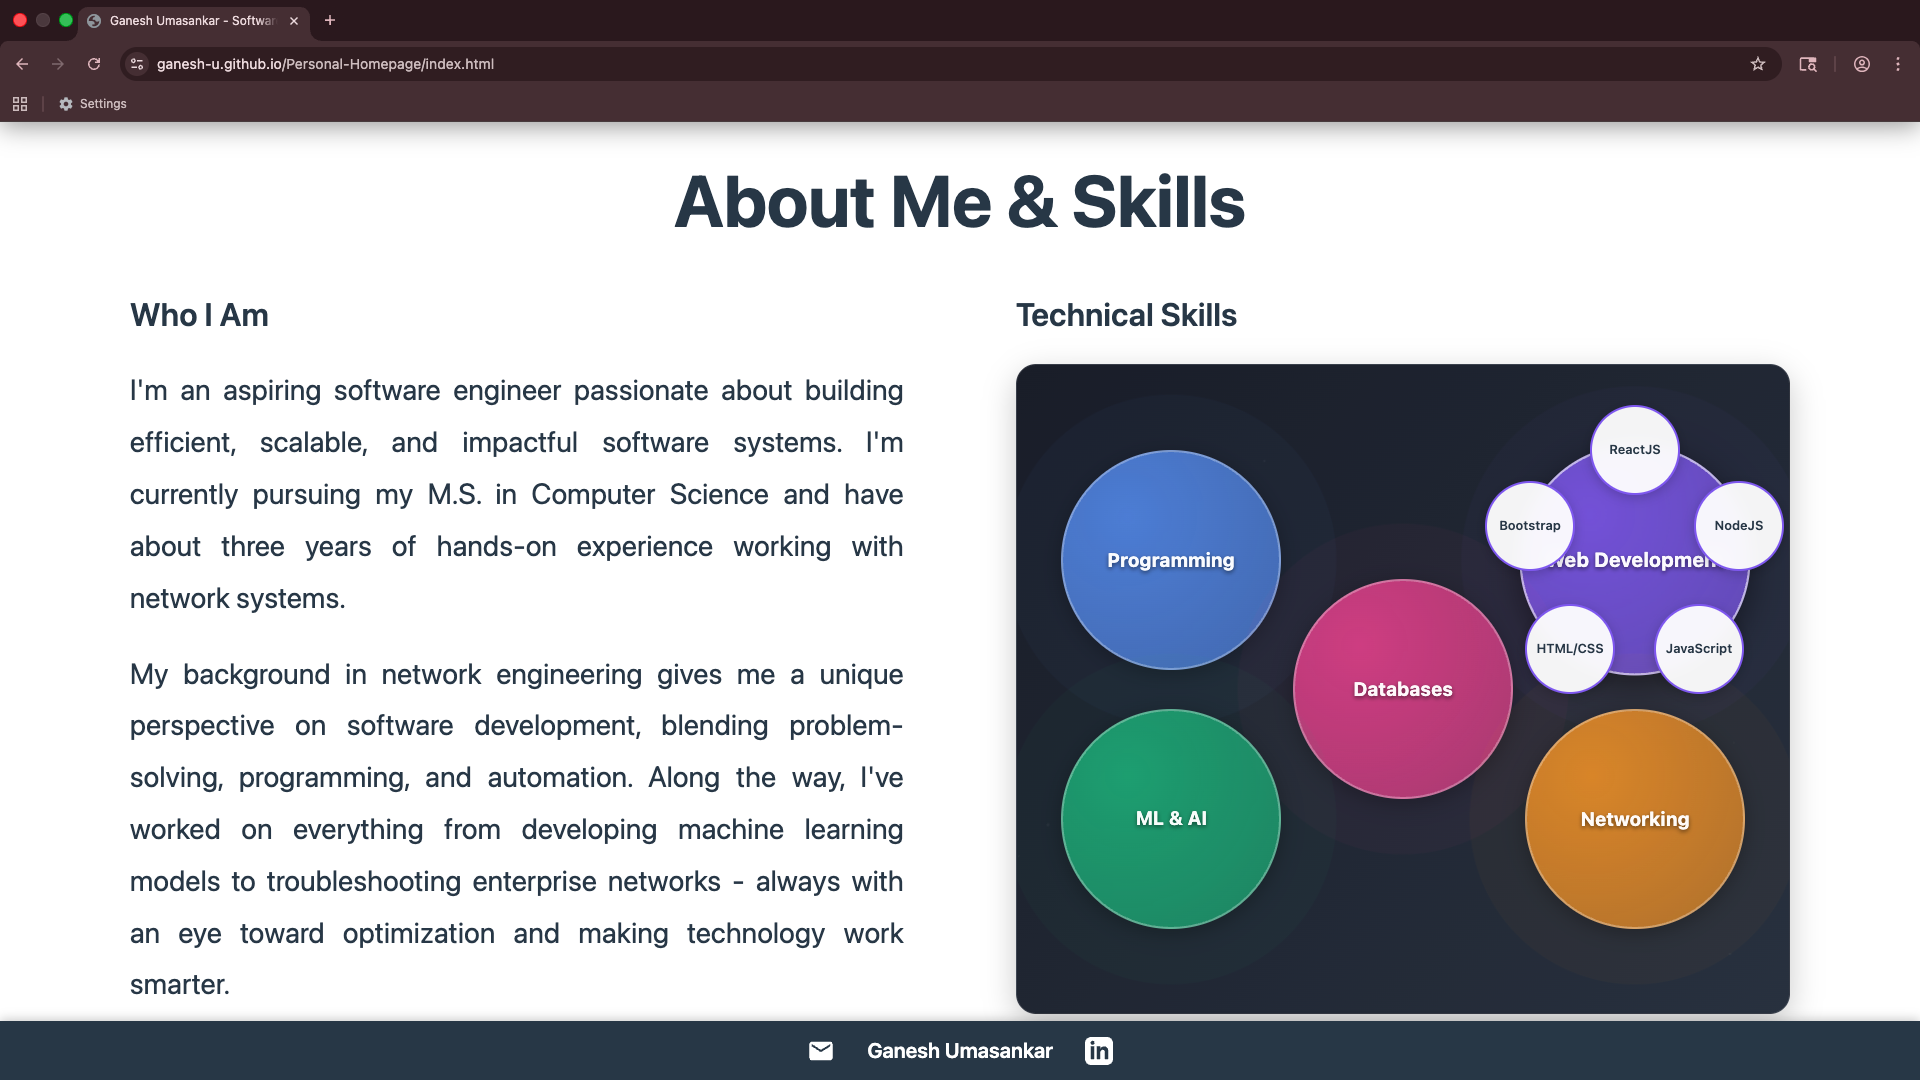 Ganesh Umasankar - Softwar
ganesh-u.github.io/Personal-Homepage/index.html
Settings
About Me & Skills
Who I Am
I'm an aspiring software engineer passionate about building
efficient, scalable, and impactful software systems. I'm
currently pursuing my M.S. in Computer Science and have
about three years of hands-on experience working with
network systems.
My background in network engineering gives me a unique
perspective on software development, blending problem-
solving, programming, and automation. Along the way, I've
worked on everything from developing machine learning
models to troubleshooting enterprise networks - always with
an eye toward optimization and making technology work
smarter.
Technical Skills
ReactJS
Bootstrap
NodeJS
Programming
Web Developmen
HTML/CSS
JavaScript
Databases
ML & AI
Networking
Ganesh Umasankar
in